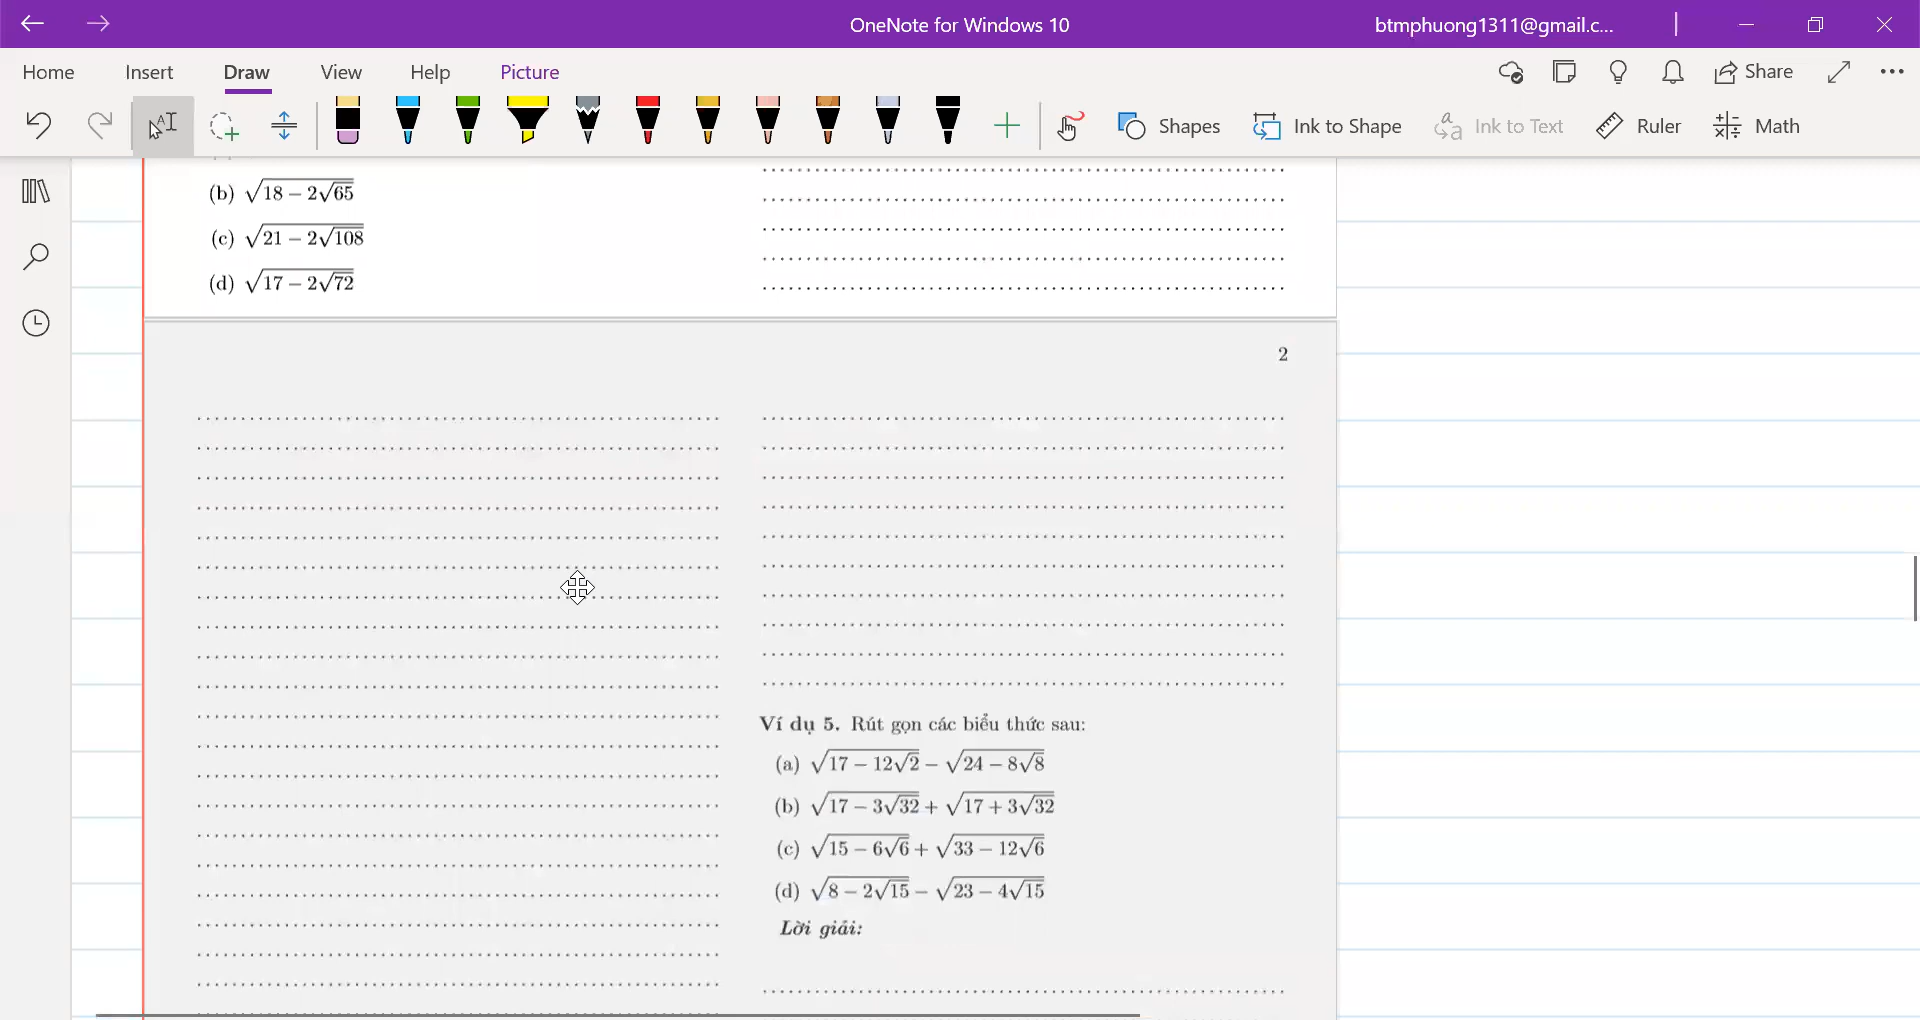 OneNote for Windows 10
btmphuong1311@gmail.c...
Home Insert Draw View Help Picture
Share
Shapes Ink to Shape Ink to Text Ruler Math
(b) √(18 − 2√65)
(c) √(21 − 2√108)
(d) √(17 − 2√72)
2
Ví dụ 5. Rút gọn các biểu thức sau:
(a) √(17 − 12√2) − √(24 − 8√8)
(b) √(17 − 3√32) + √(17 + 3√32)
(c) √(15 − 6√6) + √(33 − 12√6)
(d) √(8 − 2√15) − √(23 − 4√15)
Lời giải: